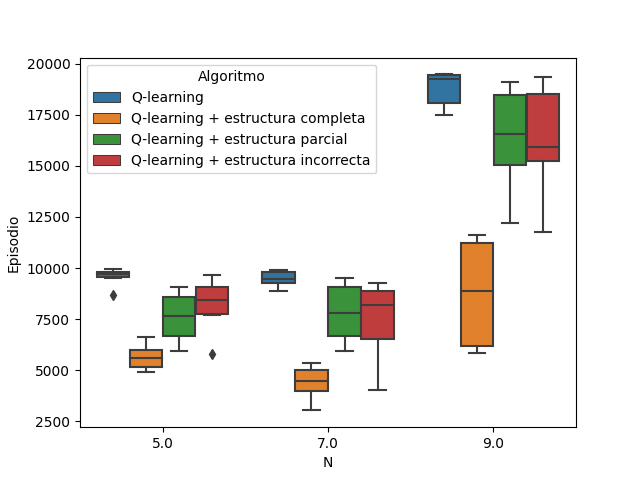 Algoritmo
Q-learning
Q-learning + estructura completa
Q-learning + estructura parcial
Q-learning + estructura incorrecta
Episodio
20000
17500
15000
12500
10000
7500
5000
2500
5.0 7.0 9.0
N